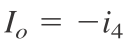 I_o = −i_4